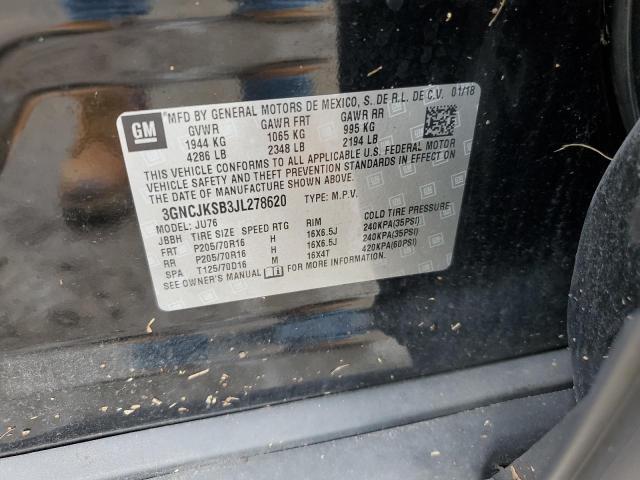 GM
MFD BY GENERAL MOTORS DE MEXICO, S. DE R.L. DE C.V. 01/18
GVWR GAWR FRT GAWR RR
1944 KG 1065 KG 995 KG
4286 LB 2348 LB 2194 LB
THIS VEHICLE CONFORMS TO ALL APPLICABLE U.S. FEDERAL MOTOR
VEHICLE SAFETY AND THEFT PREVENTION STANDARDS IN EFFECT ON
THE DATE OF MANUFACTURE SHOWN ABOVE.
3GNCJKSB3JL278620 TYPE: M.P.V.
MODEL: JU76
JBBH TIRE SIZE SPEED RTG RIM COLD TIRE PRESSURE
FRT P205/70R16 H 16X6.5J 240KPA(35PSI)
RR P205/70R16 H 16X6.5J 240KPA(35PSI)
SPA T125/70D16 M 16X4T 420KPA(60PSI)
SEE OWNER'S MANUAL FOR MORE INFORMATION